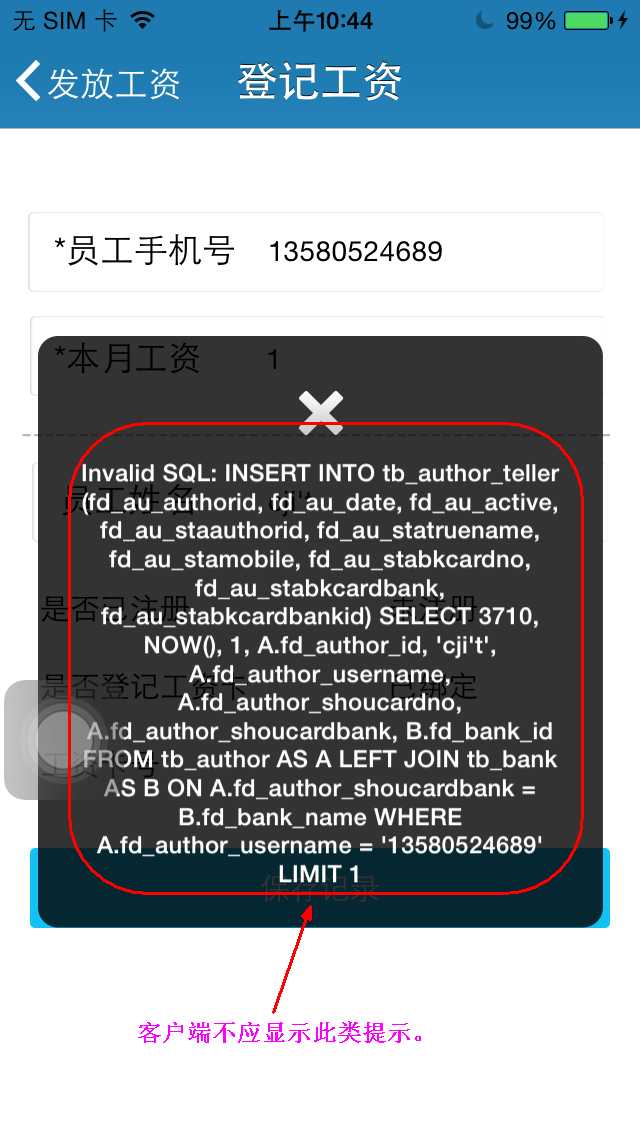 无 SIM 卡 上午10:44 99%
发放工资 登记工资
*员工手机号 13580524689
*本月工资 1
Invalid SQL: INSERT INTO tb_author_teller
员工姓名 cji't
(fd_au_authorid, fd_au_date, fd_au_active,
fd_au_staauthorid, fd_au_statruename,
fd_au_stamobile, fd_au_stabkcardno,
fd_au_stabkcardbank,
是否已注册 已注册
fd_au_stabkcardbankid) SELECT 3710,
NOW(), 1, A.fd_author_id, 'cji't',
A.fd_author_username,
是否登记工资卡 已绑定
A.fd_author_shoucardno,
A.fd_author_shoucardbank, B.fd_bank_id
FROM tb_author AS A LEFT JOIN tb_bank
工资卡号
AS B ON A.fd_author_shoucardbank =
B.fd_bank_name WHERE
A.fd_author_username = '13580524689'
LIMIT 1
保存记录
客户端不应显示此类提示。